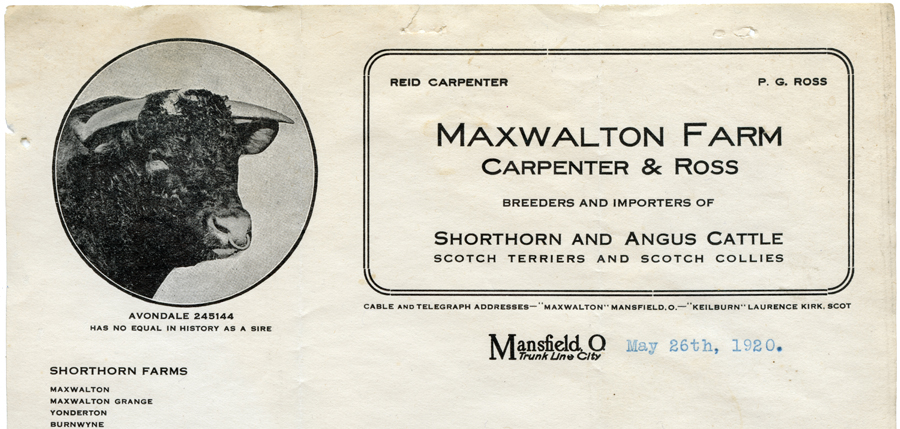 REID CARPENTER
P. G. ROSS
MAXWALTON FARM
CARPENTER & ROSS
BREEDERS AND IMPORTERS OF
SHORTHORN AND ANGUS CATTLE
SCOTCH TERRIERS AND SCOTCH COLLIES
CABLE AND TELEGRAPH ADDRESSES—"MAXWALTON" MANSFIELD, O.—"KEILBURN" LAURENCE KIRK, SCOT
Mansfield, O
Trunk Line City
May 26th, 1920.
AVONDALE 245144
HAS NO EQUAL IN HISTORY AS A SIRE
SHORTHORN FARMS
MAXWALTON
MAXWALTON GRANGE
YONDERTON
BURNWYNE